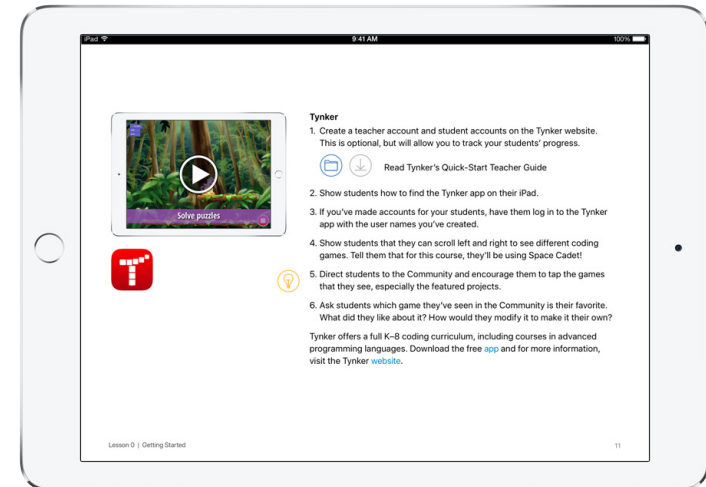 iPad
9:41 AM
100%
Solve puzzles
Tynker
1. Create a teacher account and student accounts on the Tynker website.
This is optional, but will allow you to track your students’ progress.
Read Tynker’s Quick-Start Teacher Guide
2. Show students how to find the Tynker app on their iPad.
3. If you’ve made accounts for your students, have them log in to the Tynker
app with the user names you’ve created.
4. Show students that they can scroll left and right to see different coding
games. Tell them that for this course, they’ll be using Space Cadet!
5. Direct students to the Community and encourage them to tap the games
that they see, especially the featured projects.
6. Ask students which game they’ve seen in the Community is their favorite.
What did they like about it? How would they modify it to make it their own?
Tynker offers a full K–8 coding curriculum, including courses in advanced
programming languages. Download the free app and for more information,
visit the Tynker website.
Lesson 0 | Getting Started
11